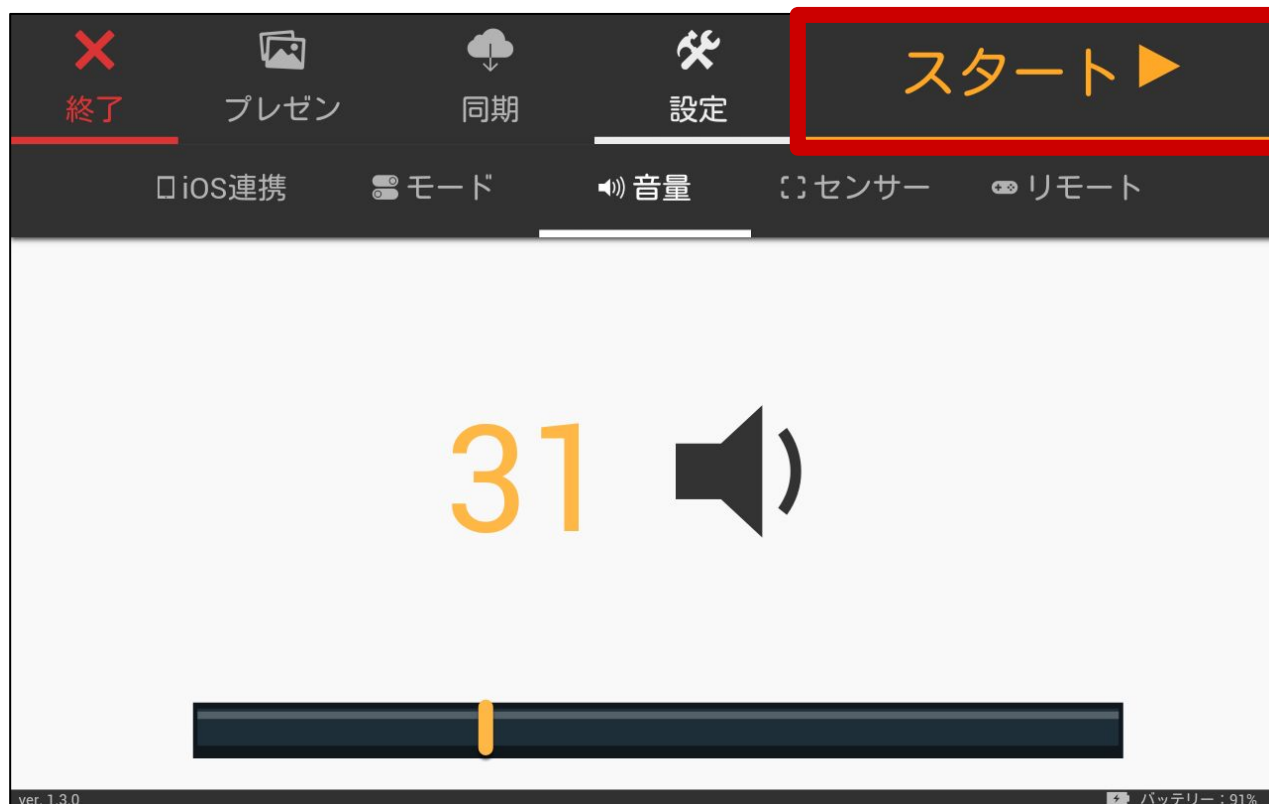 終了
プレゼン
同期
設定
スタート▶
iOS連携
モード
音量
センサー
リモート
31
ver. 1.3.0
バッテリー：91%